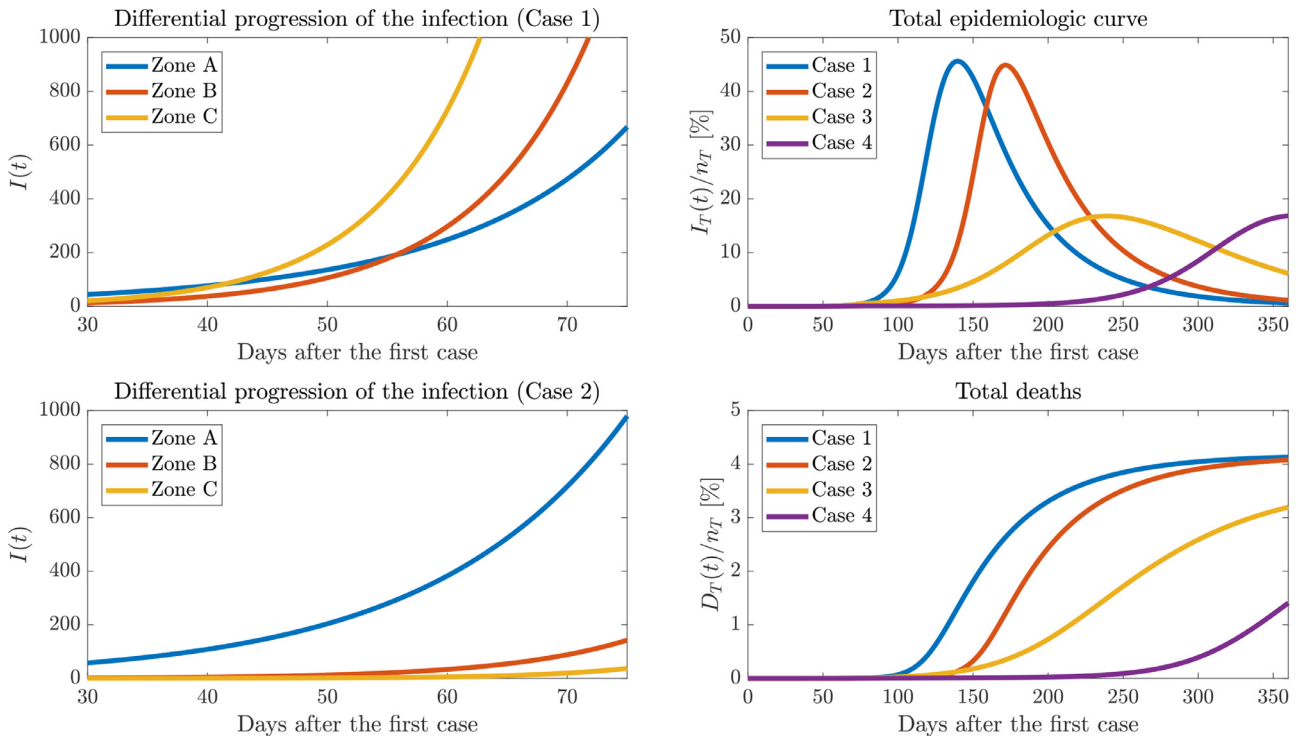 Differential progression of the infection (Case 1)
1000
800
600
400
200
0
I(t)
Zone A
Zone B
Zone C
30 40 50 60 70
Days after the first case
Total epidemiologic curve
50
40
30
20
10
0
I_T(t)/n_T [%]
Case 1
Case 2
Case 3
Case 4
0 50 100 150 200 250 300 350
Days after the first case
Differential progression of the infection (Case 2)
1000
800
600
400
200
0
I(t)
Zone A
Zone B
Zone C
30 40 50 60 70
Days after the first case
Total deaths
5
4
3
2
1
0
D_T(t)/n_T [%]
Case 1
Case 2
Case 3
Case 4
0 50 100 150 200 250 300 350
Days after the first case